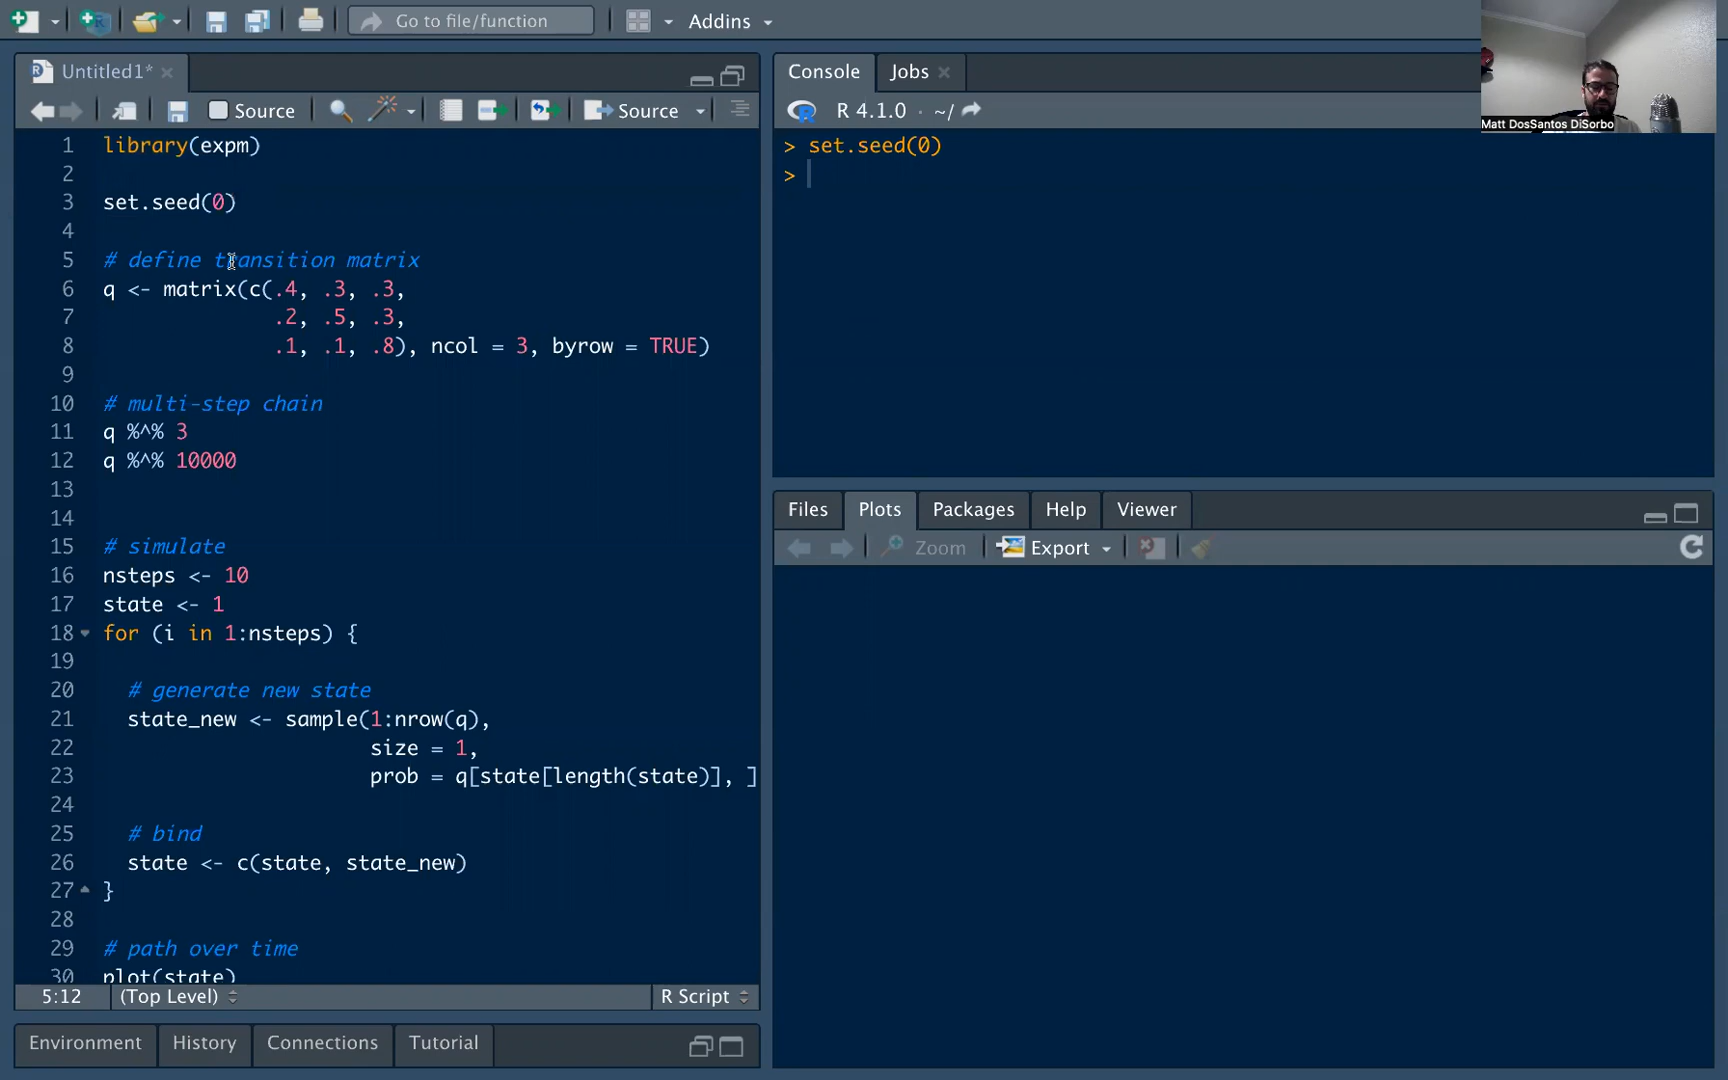 Go to file/function
Addins
Untitled1*
Source
Source
1 library(expm)
2
3 set.seed(0)
4
5 # define transition matrix
6 q <- matrix(c(.4, .3, .3,
7 .2, .5, .3,
8 .1, .1, .8), ncol = 3, byrow = TRUE)
9
10 # multi-step chain
11 q %^% 3
12 q %^% 10000
13
14
15 # simulate
16 nsteps <- 10
17 state <- 1
18 for (i in 1:nsteps) {
19
20 # generate new state
21 state_new <- sample(1:nrow(q),
22 size = 1,
23 prob = q[state[length(state)], ]
24
25 # bind
26 state <- c(state, state_new)
27 }
28
29 # path over time
30 plot(state)
5:12 (Top Level) R Script
Environment History Connections Tutorial
Console Jobs
R 4.1.0 · ~/
> set.seed(0)
>
Files Plots Packages Help Viewer
Zoom Export
Matt DosSantos DiSorbo